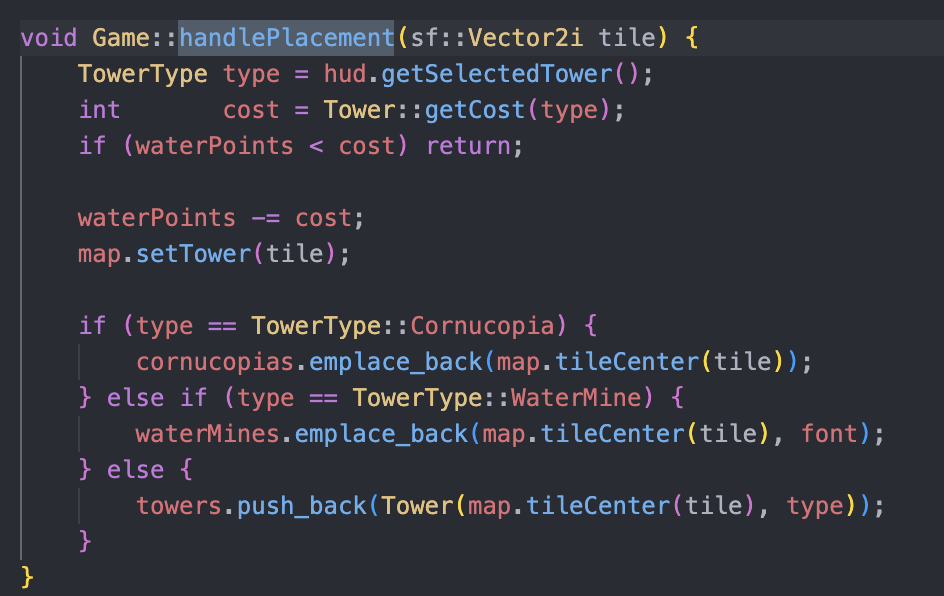 void Game::handlePlacement(sf::Vector2i tile) {
    TowerType type = hud.getSelectedTower();
    int       cost = Tower::getCost(type);
    if (waterPoints < cost) return;

    waterPoints -= cost;
    map.setTower(tile);

    if (type == TowerType::Cornucopia) {
        cornucopias.emplace_back(map.tileCenter(tile));
    } else if (type == TowerType::WaterMine) {
        waterMines.emplace_back(map.tileCenter(tile), font);
    } else {
        towers.push_back(Tower(map.tileCenter(tile), type));
    }
}